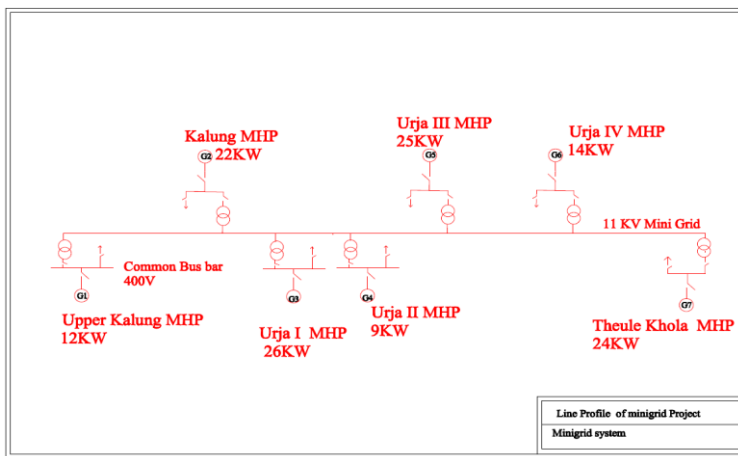 Kalung MHP
22KW
G2
Urja III MHP
25KW
G5
Urja IV MHP
14KW
G6
11 KV Mini Grid
Common Bus bar
400V
G1
Upper Kalung MHP
12KW
G3
Urja I MHP
26KW
G4
Urja II MHP
9KW
G7
Theule Khola MHP
24KW
Line Profile of minigrid Project
Minigrid system